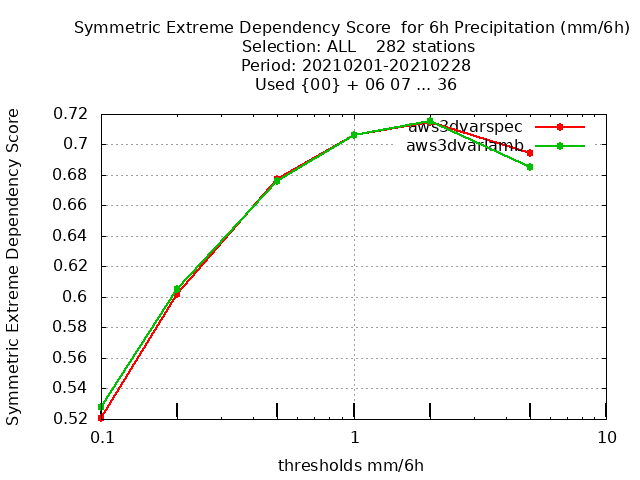 Symmetric Extreme Dependency Score  for 6h Precipitation (mm/6h)
Selection: ALL    282 stations
Period: 20210201-20210228
Used {00} + 06 07 ... 36
Symmetric Extreme Dependency Score
0.72
0.7
0.68
0.66
0.64
0.62
0.6
0.58
0.56
0.54
0.52
aws3dvarspec
aws3dvarlamb
0.1
1
10
thresholds mm/6h